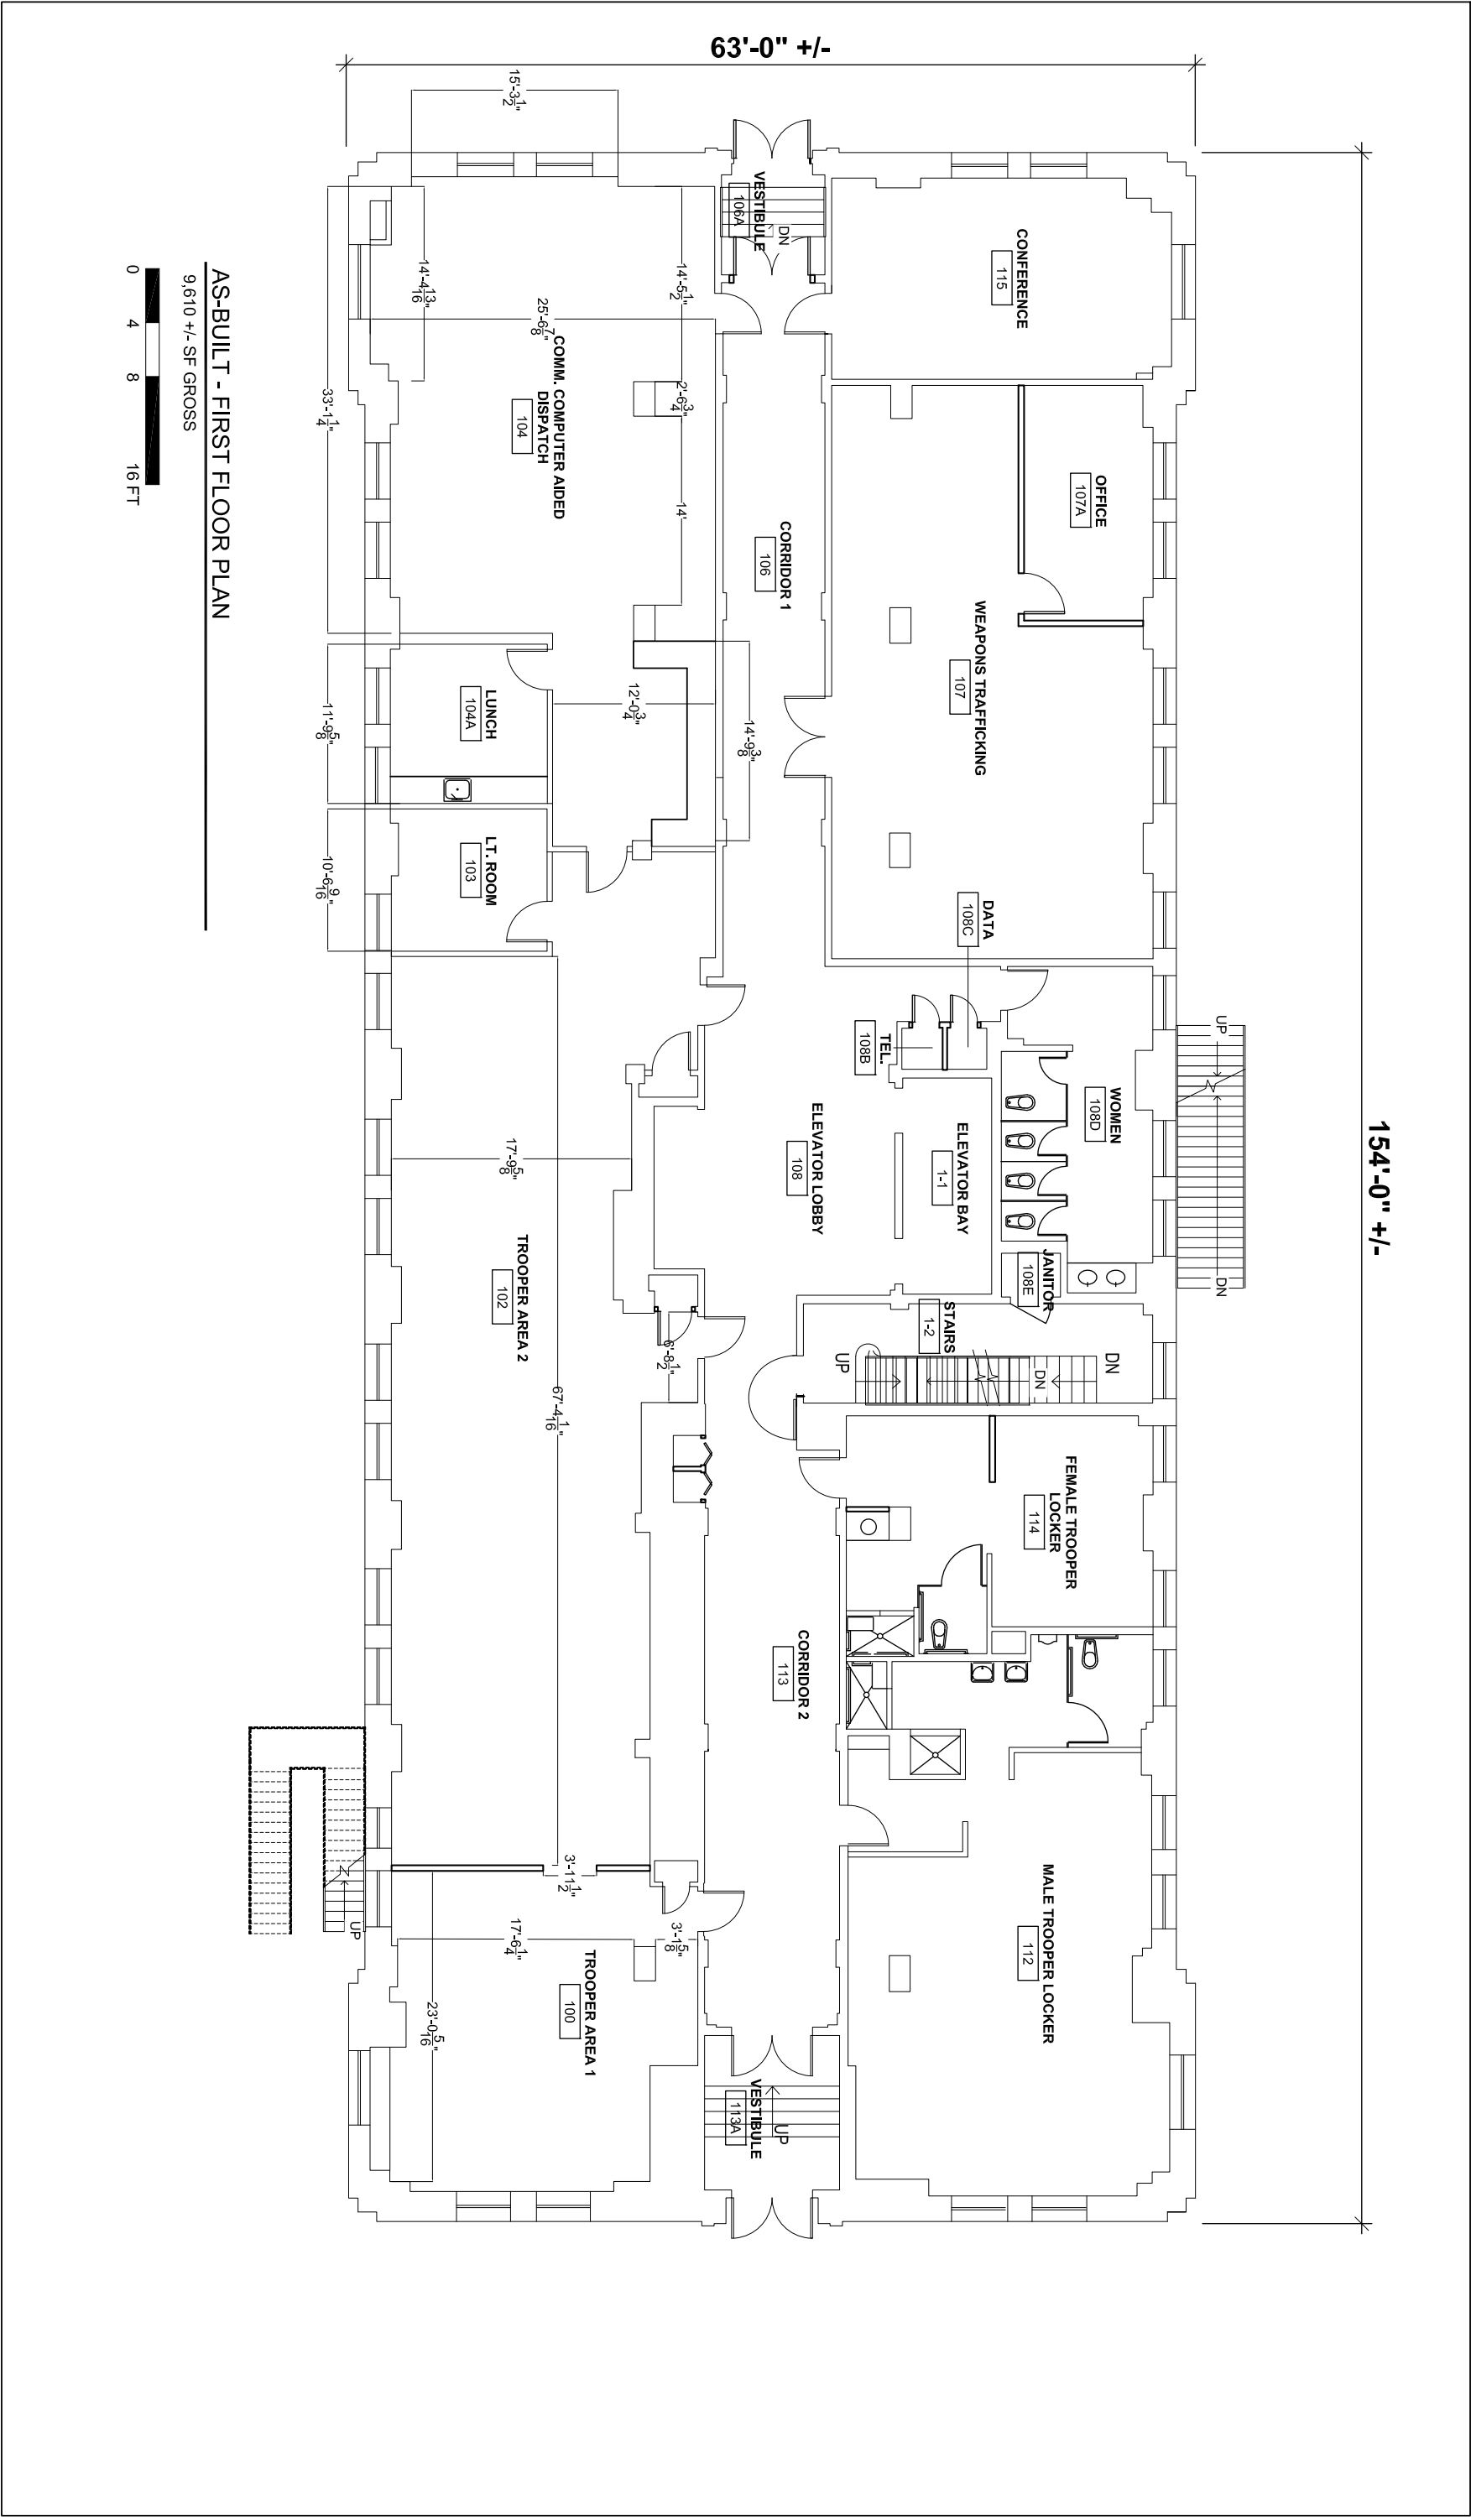 154'-0" +/-
63'-0" +/-
UP
DN
CONFERENCE
115
OFFICE
107A
WEAPONS TRAFFICKING
107
DATA
108C
TEL.
108B
WOMEN
108D
JANITOR
108E
ELEVATOR BAY
1-1
ELEVATOR LOBBY
108
STAIRS
1-2
DN
DN
UP
FEMALE TROOPER
LOCKER
114
MALE TROOPER LOCKER
112
VESTIBULE
106A
DN
CORRIDOR 1
106
CORRIDOR 2
113
VESTIBULE
113A
UP
15'-3 1/2"
14'-5 1/2"
2'-6 3/4"
14'
14'-9 3/8"
12'-0 3/4"
25'-6 7/8"
14'-4 13/16"
COMM. COMPUTER AIDED
DISPATCH
104
LUNCH
104A
LT. ROOM
103
33'-1 1/4"
11'-9 5/8"
10'-6 9/16"
17'-9 5/8"
TROOPER AREA 2
102
6'-8 1/2"
67'-4 1/16"
3'-11 1/2"
3'-1 5/8"
17'-6 1/4"
TROOPER AREA 1
100
23'-0 5/16"
UP
AS-BUILT - FIRST FLOOR PLAN
9,610 +/- SF GROSS
0 4 8 16 FT